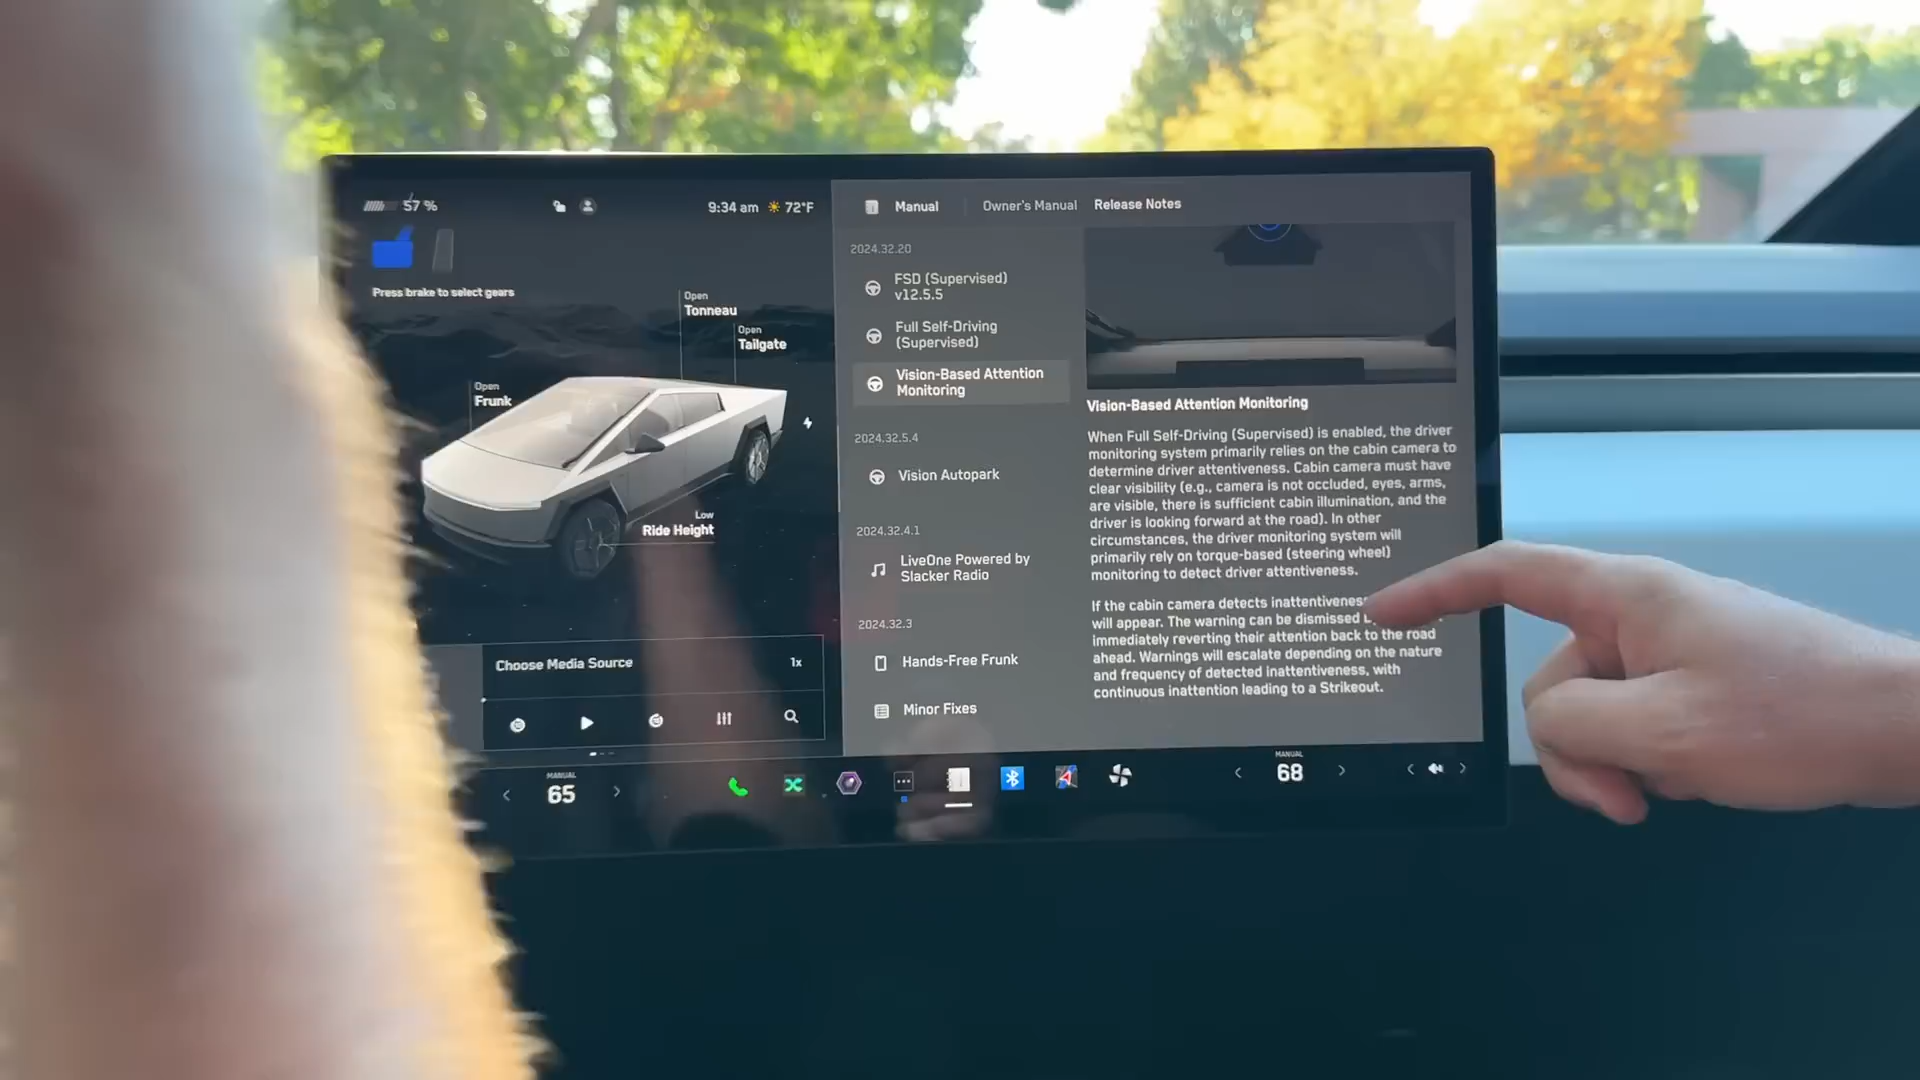 57 %
9:34 am 72°F
Press brake to select gears
Open
Tonneau
Open
Tailgate
Open
Frunk
Low
Ride Height
Choose Media Source 1x
MANUAL
65
Manual Owner's Manual Release Notes
2024.32.20
FSD (Supervised)
v12.5.5
Full Self-Driving
(Supervised)
Vision-Based Attention
Monitoring
2024.32.5.4
Vision Autopark
2024.32.4.1
LiveOne Powered by
Slacker Radio
2024.32.3
Hands-Free Frunk
Minor Fixes
Vision-Based Attention Monitoring
When Full Self-Driving (Supervised) is enabled, the driver
monitoring system primarily relies on the cabin camera to
determine driver attentiveness. Cabin camera must have
clear visibility (e.g., camera is not occluded, eyes, arms,
are visible, there is sufficient cabin illumination, and the
driver is looking forward at the road). In other
circumstances, the driver monitoring system will
primarily rely on torque-based (steering wheel)
monitoring to detect driver attentiveness.
If the cabin camera detects inattentiveness
will appear. The warning can be dismissed
immediately reverting their attention back to the road
ahead. Warnings will escalate depending on the nature
and frequency of detected inattentiveness, with
continuous inattention leading to a Strikeout.
MANUAL
68